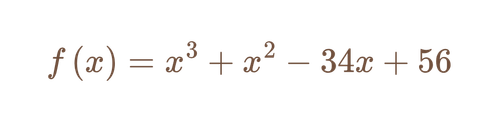 f (x) = x³ + x² − 34x + 56